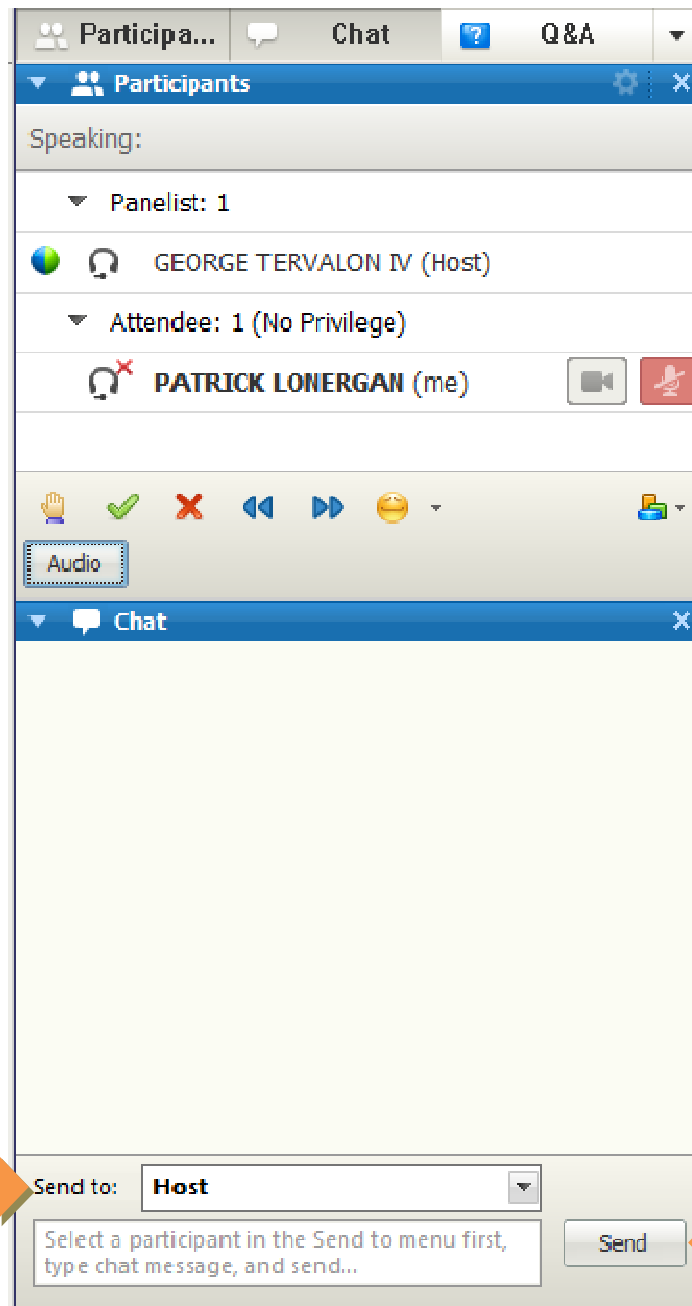 Participa... Chat ? Q&A
Participants
Speaking:
Panelist: 1
GEORGE TERVALON IV (Host)
Attendee: 1 (No Privilege)
PATRICK LONERGAN (me)
Audio
Chat
Send to: Host
Select a participant in the Send to menu first,
type chat message, and send...
Send